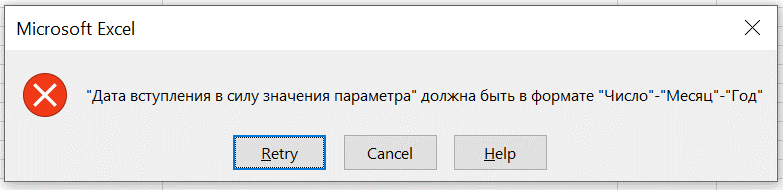 Microsoft Excel
"Дата вступления в силу значения параметра" должна быть в формате "Число"-"Месяц"-"Год"
Retry Cancel Help